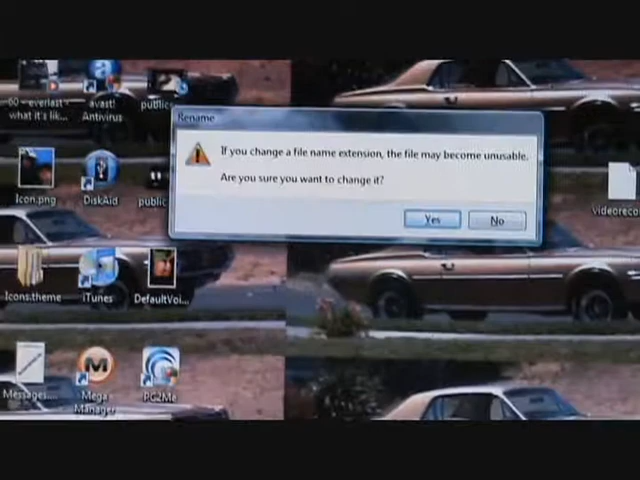 60 - everlast
what it's lik...
avast!
Antivirus
public
Rename
If you change a file name extension, the file may become unusable.
Are you sure you want to change it?
Yes
No
Icon.png
DiskAid
public
videoreco
Icons.theme
iTunes
DefaultVoi...
Messages....
Mega
Manager
PC2Me